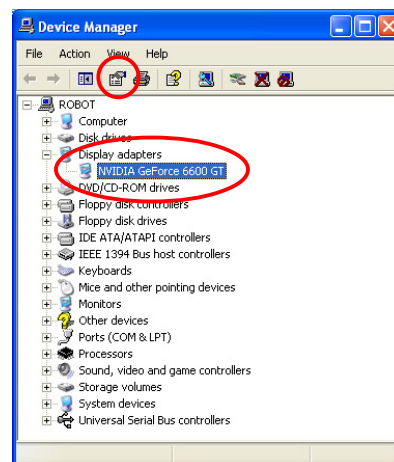 Device Manager
File Action View Help
ROBOT
Computer
Disk drives
Display adapters
NVIDIA GeForce 6600 GT
DVD/CD-ROM drives
Floppy disk controllers
Floppy disk drives
IDE ATA/ATAPI controllers
IEEE 1394 Bus host controllers
Keyboards
Mice and other pointing devices
Monitors
Other devices
Ports (COM & LPT)
Processors
Sound, video and game controllers
Storage volumes
System devices
Universal Serial Bus controllers